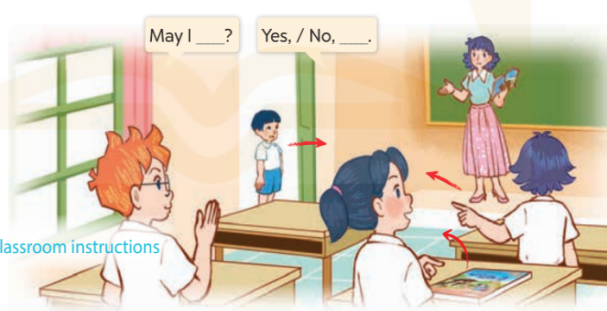 May I ___?
Yes, / No, ___.
lassroom instructions